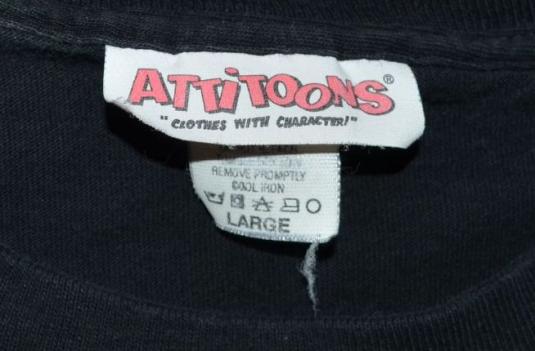 ATTiTOONS®
"CLOTHES WITH CHARACTER!"
REMOVE PROMPTLY
COOL IRON
LARGE